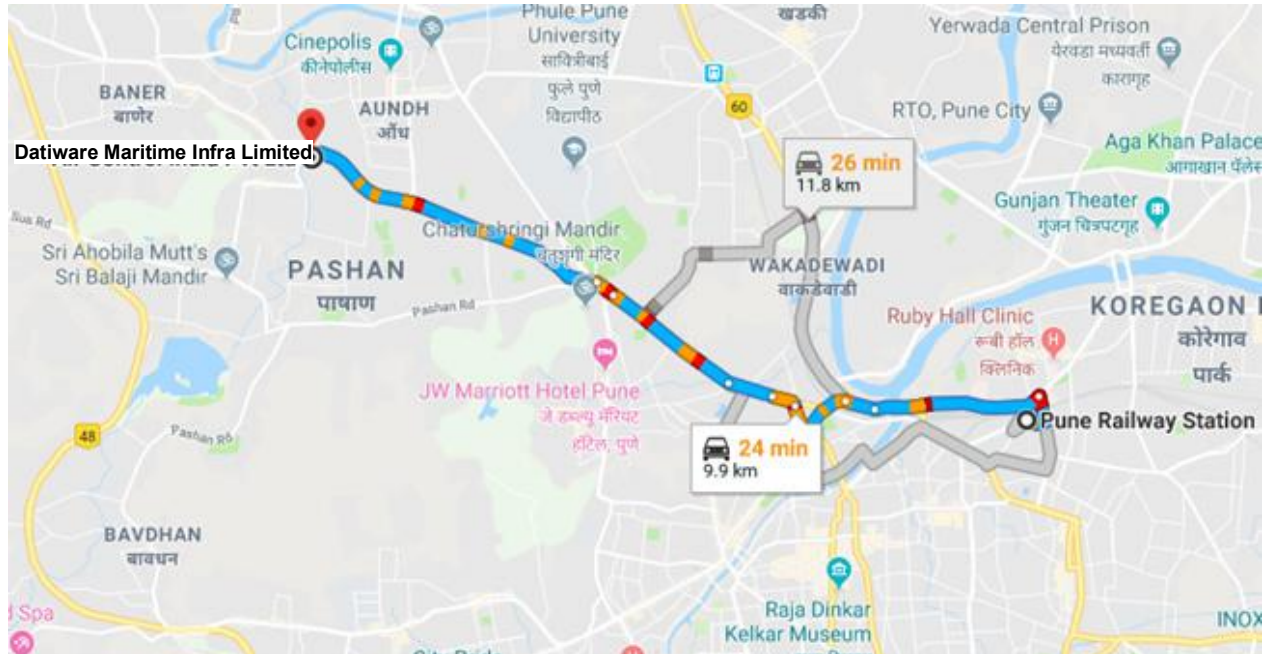 Phule Pune
University
सावित्रीबाई
फुले पुणे
विद्यापीठ
खडकी
Yerwada Central Prison
येरवडा मध्यवर्ती
कारागृह
Cinepolis
कीनेपोलीस
BANER
बाणेर
AUNDH
औंध
60
RTO, Pune City
Aga Khan Palace
आगाखान पॅलेस
Datiware Maritime Infra Limited
26 min
11.8 km
Gunjan Theater
गुंजन चित्रपटगृह
Sus Rd
Chaturshringi Mandir
चतुःशृंगी मंदिर
Sri Ahobila Mutt's
Sri Balaji Mandir
PASHAN
पाषाण
WAKADEWADI
वाकडेवाडी
Pashan Rd
KOREGAON
कोरेगाव
पार्क
Ruby Hall Clinic
रूबी हॉल
क्लिनिक
JW Marriott Hotel Pune
जे डब्ल्यू मॅरियट
हॉटेल, पुणे
48
Pashan Rd
24 min
9.9 km
Pune Railway Station
BAVDHAN
बावधन
Spa
Raja Dinkar
Kelkar Museum
INOX